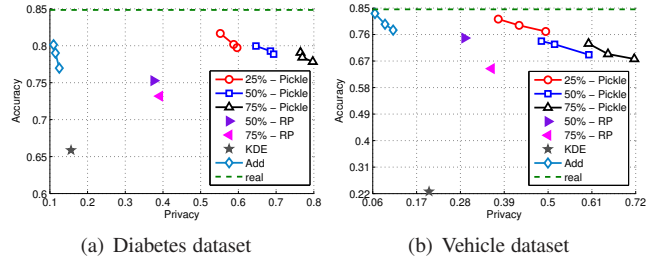 0.85
0.8
0.75
0.7
0.65
0.6
Accuracy
0.1 0.2 0.3 0.4 0.5 0.6 0.7 0.8
Privacy
25% – Pickle
50% – Pickle
75% – Pickle
50% – RP
75% – RP
KDE
Add
real
(a) Diabetes dataset
0.85
0.76
0.67
0.59
0.49
0.4
0.31
0.22
Accuracy
0.06 0.17 0.28 0.39 0.5 0.61 0.72
Privacy
25% – Pickle
50% – Pickle
75% – Pickle
50% – RP
75% – RP
KDE
Add
real
(b) Vehicle dataset